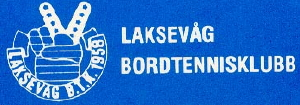 LAKSEVÅG B.T.K. 1958
LAKSEVÅG
BORDTENNISKLUBB